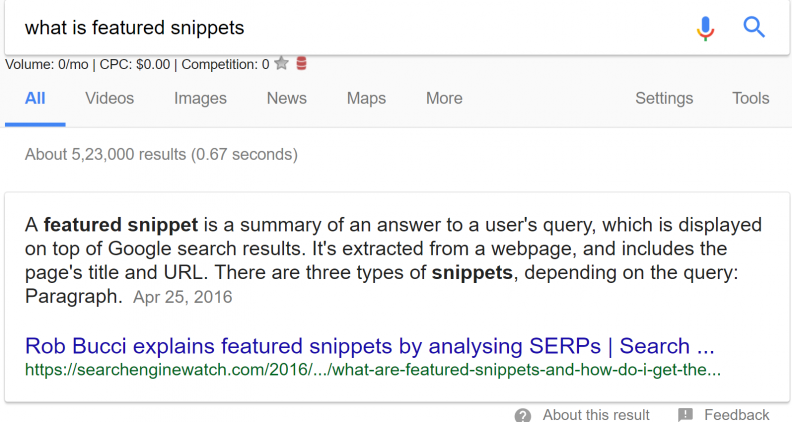 what is featured snippets
Volume: 0/mo | CPC: $0.00 | Competition: 0
All Videos Images News Maps More Settings Tools
About 5,23,000 results (0.67 seconds)
A featured snippet is a summary of an answer to a user's query, which is displayed
on top of Google search results. It's extracted from a webpage, and includes the
page's title and URL. There are three types of snippets, depending on the query:
Paragraph. Apr 25, 2016
Rob Bucci explains featured snippets by analysing SERPs | Search ...
https://searchenginewatch.com/2016/.../what-are-featured-snippets-and-how-do-i-get-the...
About this result Feedback